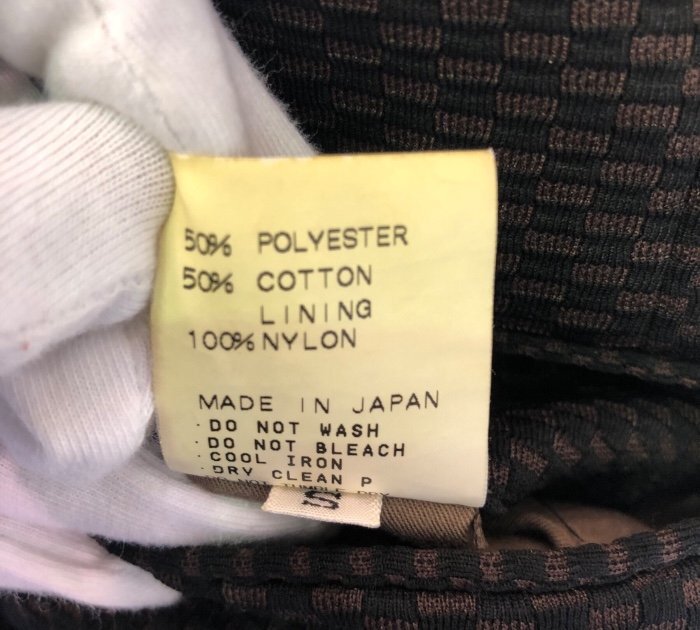 50% POLYESTER
50% COTTON
LINING
100% NYLON
MADE IN JAPAN
· DO NOT WASH
· DO NOT BLEACH
· COOL IRON
· DRY CLEAN P
S